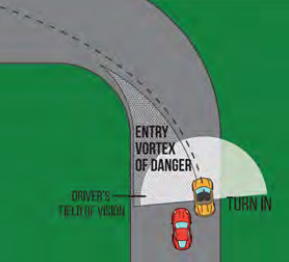 ENTRY
VORTEX
OF DANGER
DRIVER'S
FIELD OF VISION
TURN IN